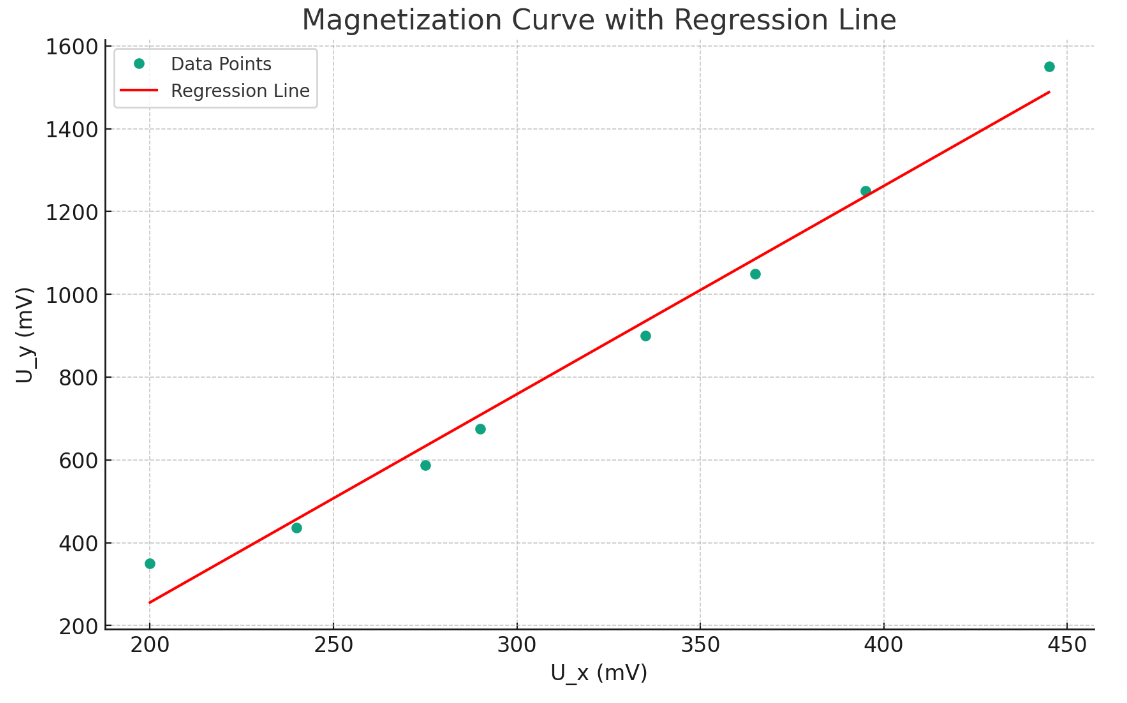 Magnetization Curve with Regression Line
1600
1400
1200
1000
800
600
400
200
Data Points
Regression Line
U_y (mV)
200 250 300 350 400 450
U_x (mV)